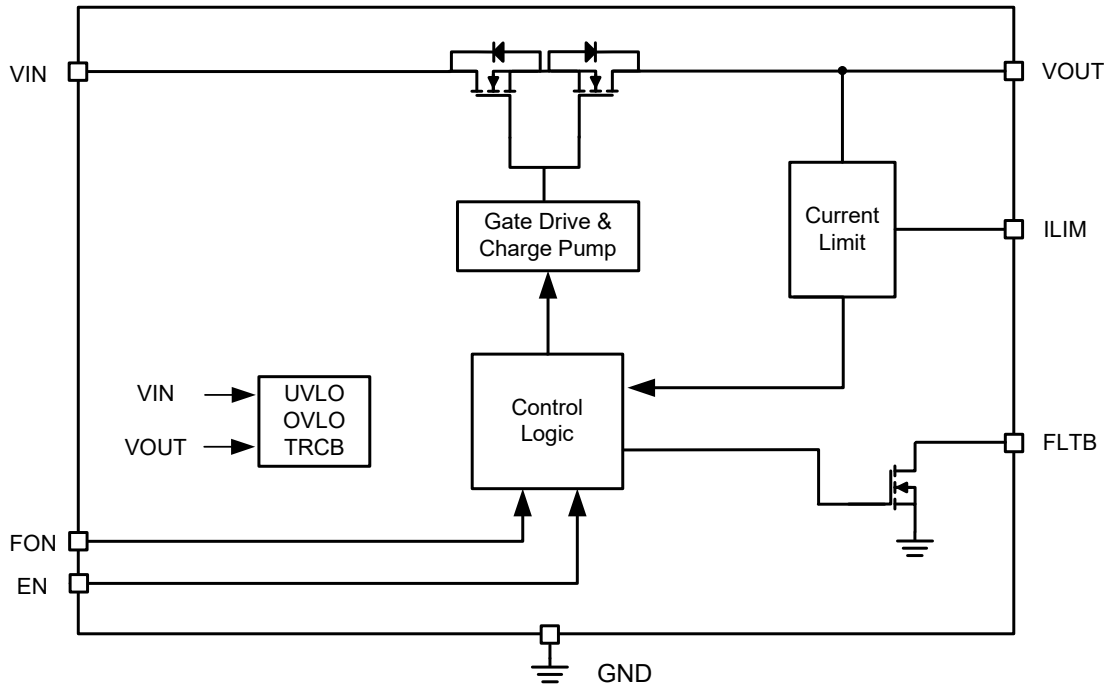 VIN
VOUT
Gate Drive &
Charge Pump
Current
Limit
ILIM
VIN
VOUT
UVLO
OVLO
TRCB
Control
Logic
FLTB
FON
EN
GND